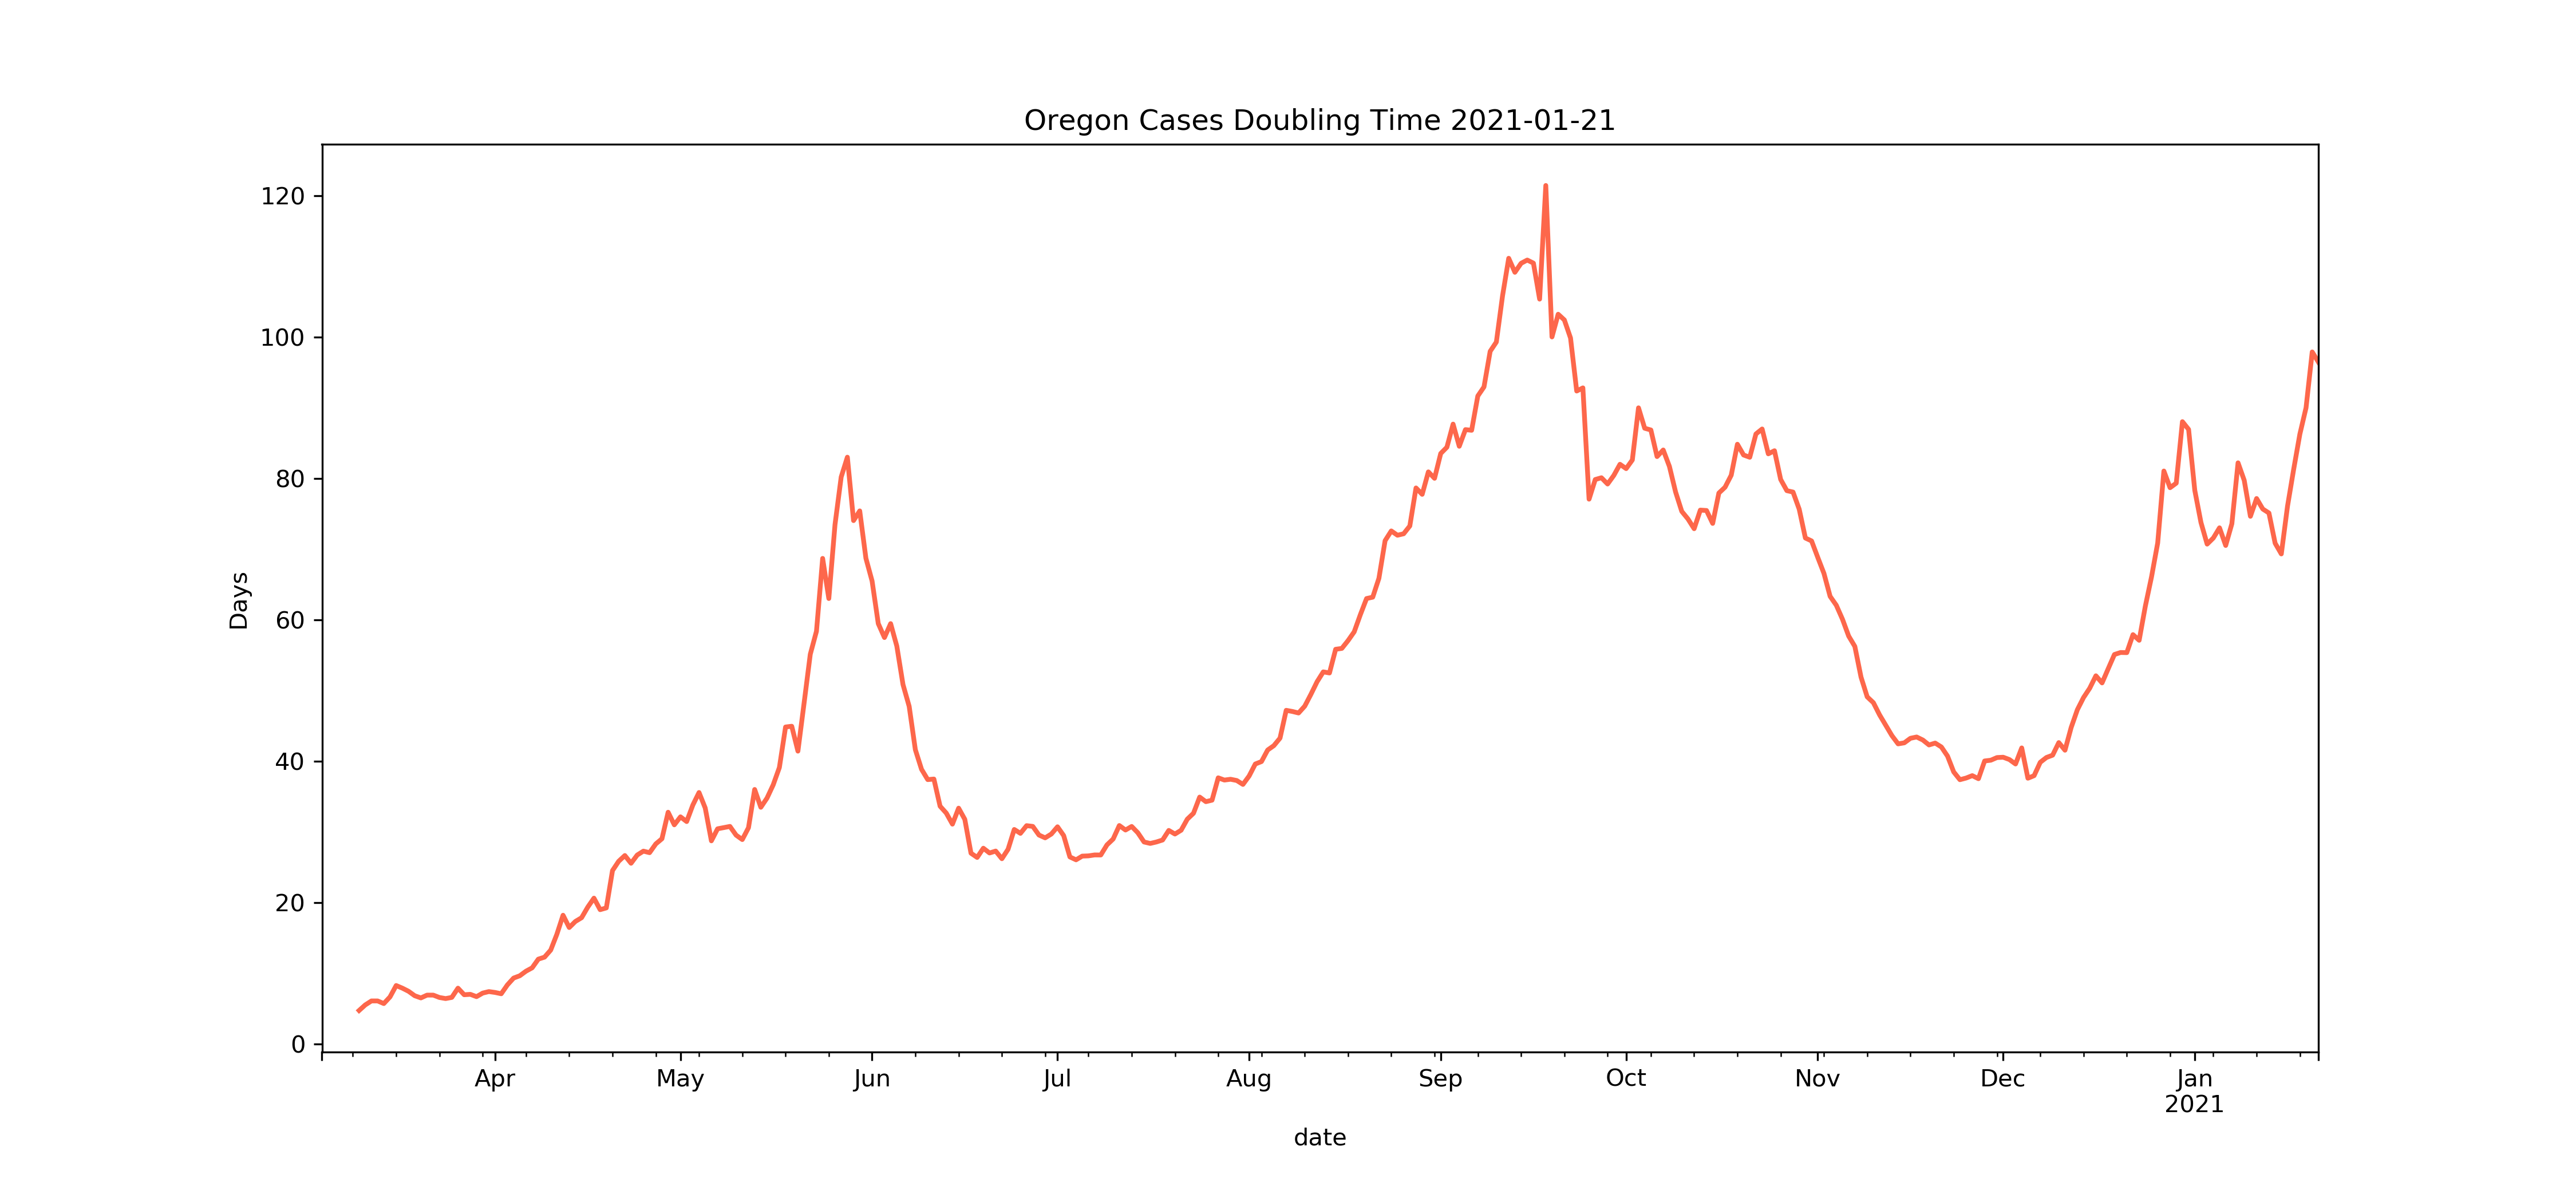 Oregon Cases Doubling Time 2021-01-21
120
100
80
60
40
20
0
Days
Apr May Jun Jul Aug Sep Oct Nov Dec Jan
2021
date